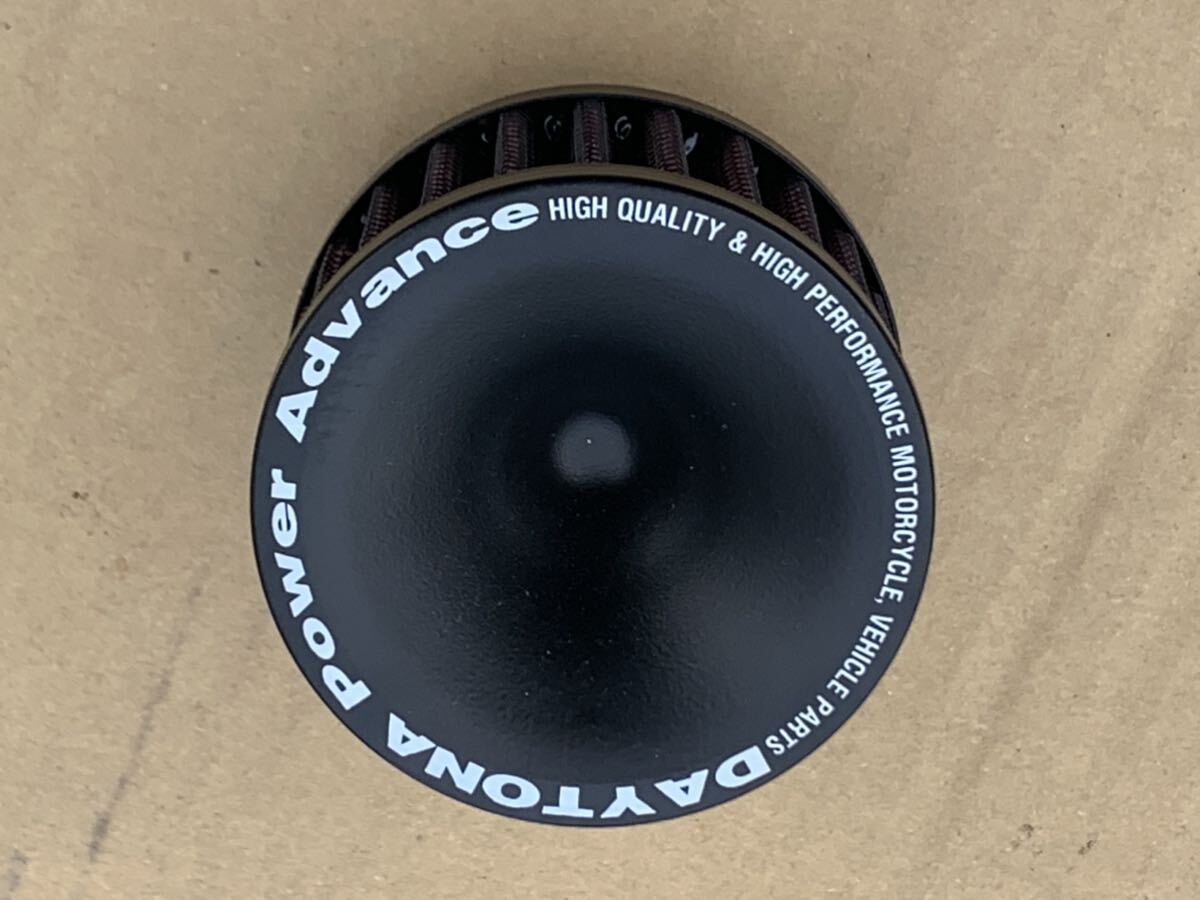 DAYTONA Power Advance
HIGH QUALITY & HIGH PERFORMANCE MOTORCYCLE, VEHICLE PARTS